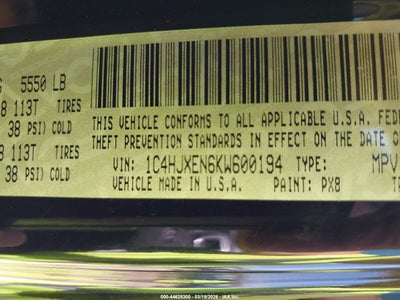 5550 LB
113T TIRES
38 PSI) COLD
113T TIRES
38 PSI) COLD
THIS VEHICLE CONFORMS TO ALL APPLICABLE U.S.A. FEDE
THEFT PREVENTION STANDARDS IN EFFECT ON THE DATE O
VIN: 1C4HJXEN6KW600194 TYPE: MPV
VEHICLE MADE IN U.S.A. PAINT: PX8